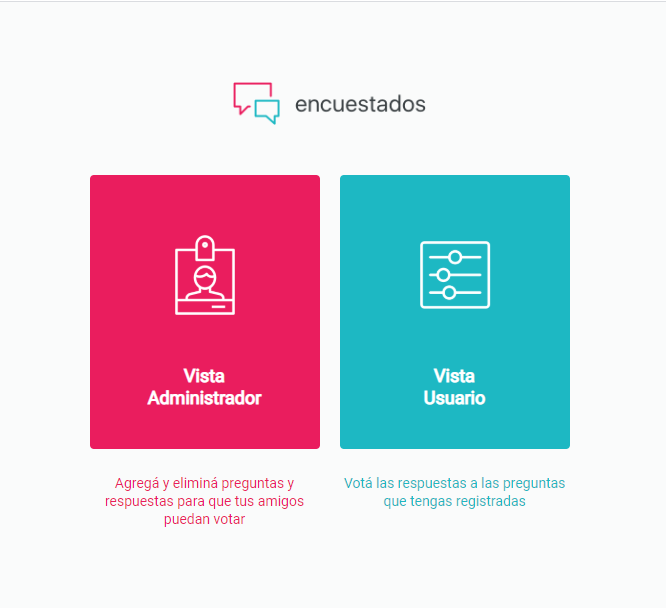 encuestados
Vista
Administrador
Vista
Usuario
Agregá y eliminá preguntas y
respuestas para que tus amigos
puedan votar
Votá las respuestas a las preguntas
que tengas registradas